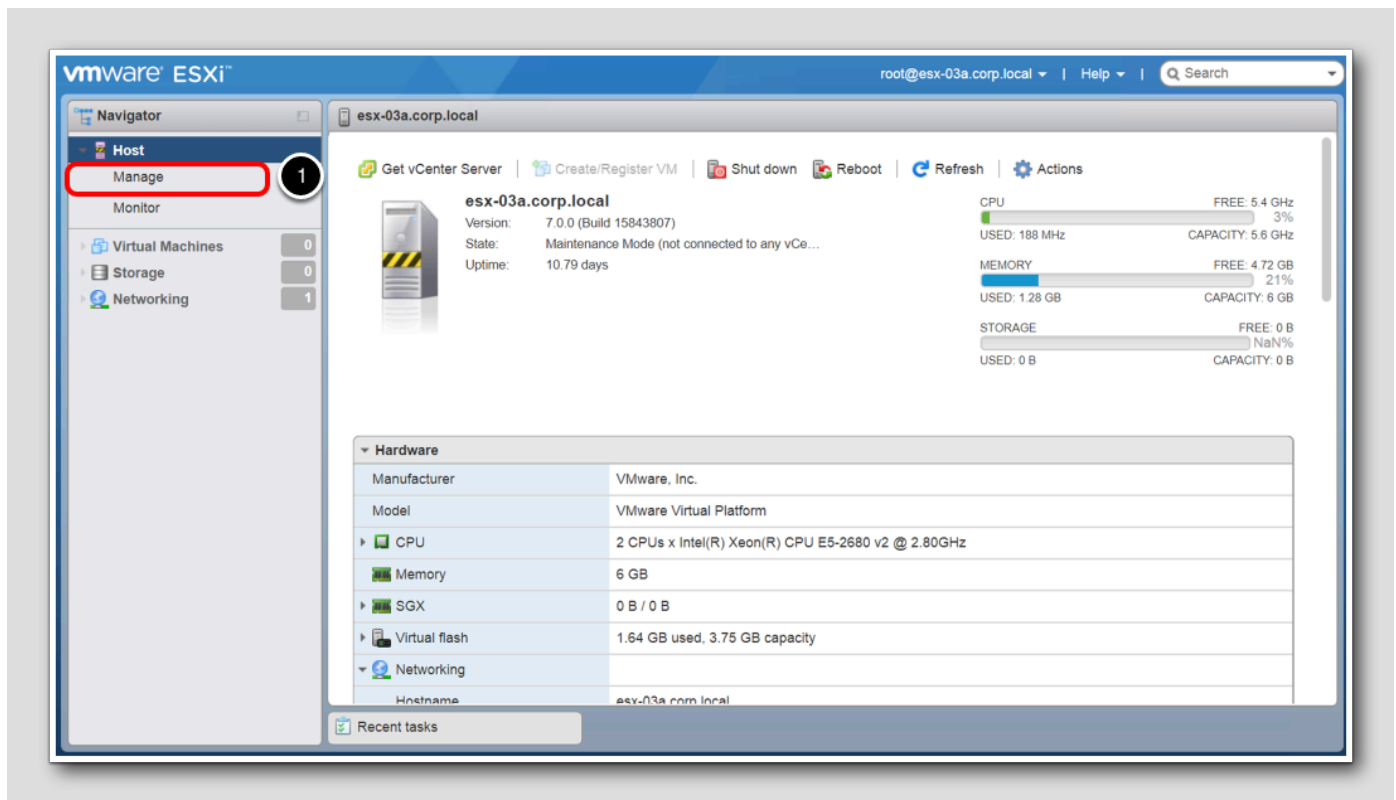 vmware® ESXi™
root@esx-03a.corp.local | Help | Search
Navigator
Host
Manage
1
Monitor
Virtual Machines 0
Storage 0
Networking 1
esx-03a.corp.local
Get vCenter Server | Create/Register VM | Shut down Reboot | Refresh | Actions
esx-03a.corp.local
Version: 7.0.0 (Build 15843807)
State: Maintenance Mode (not connected to any vCe...
Uptime: 10.79 days
CPU FREE: 5.4 GHz
3%
USED: 188 MHz CAPACITY: 5.6 GHz
MEMORY FREE: 4.72 GB
21%
USED: 1.28 GB CAPACITY: 6 GB
STORAGE FREE: 0 B
NaN%
USED: 0 B CAPACITY: 0 B
Hardware
Manufacturer VMware, Inc.
Model VMware Virtual Platform
CPU 2 CPUs x Intel(R) Xeon(R) CPU E5-2680 v2 @ 2.80GHz
Memory 6 GB
SGX 0 B / 0 B
Virtual flash 1.64 GB used, 3.75 GB capacity
Networking
Hostname esx-03a.corp.local
Recent tasks